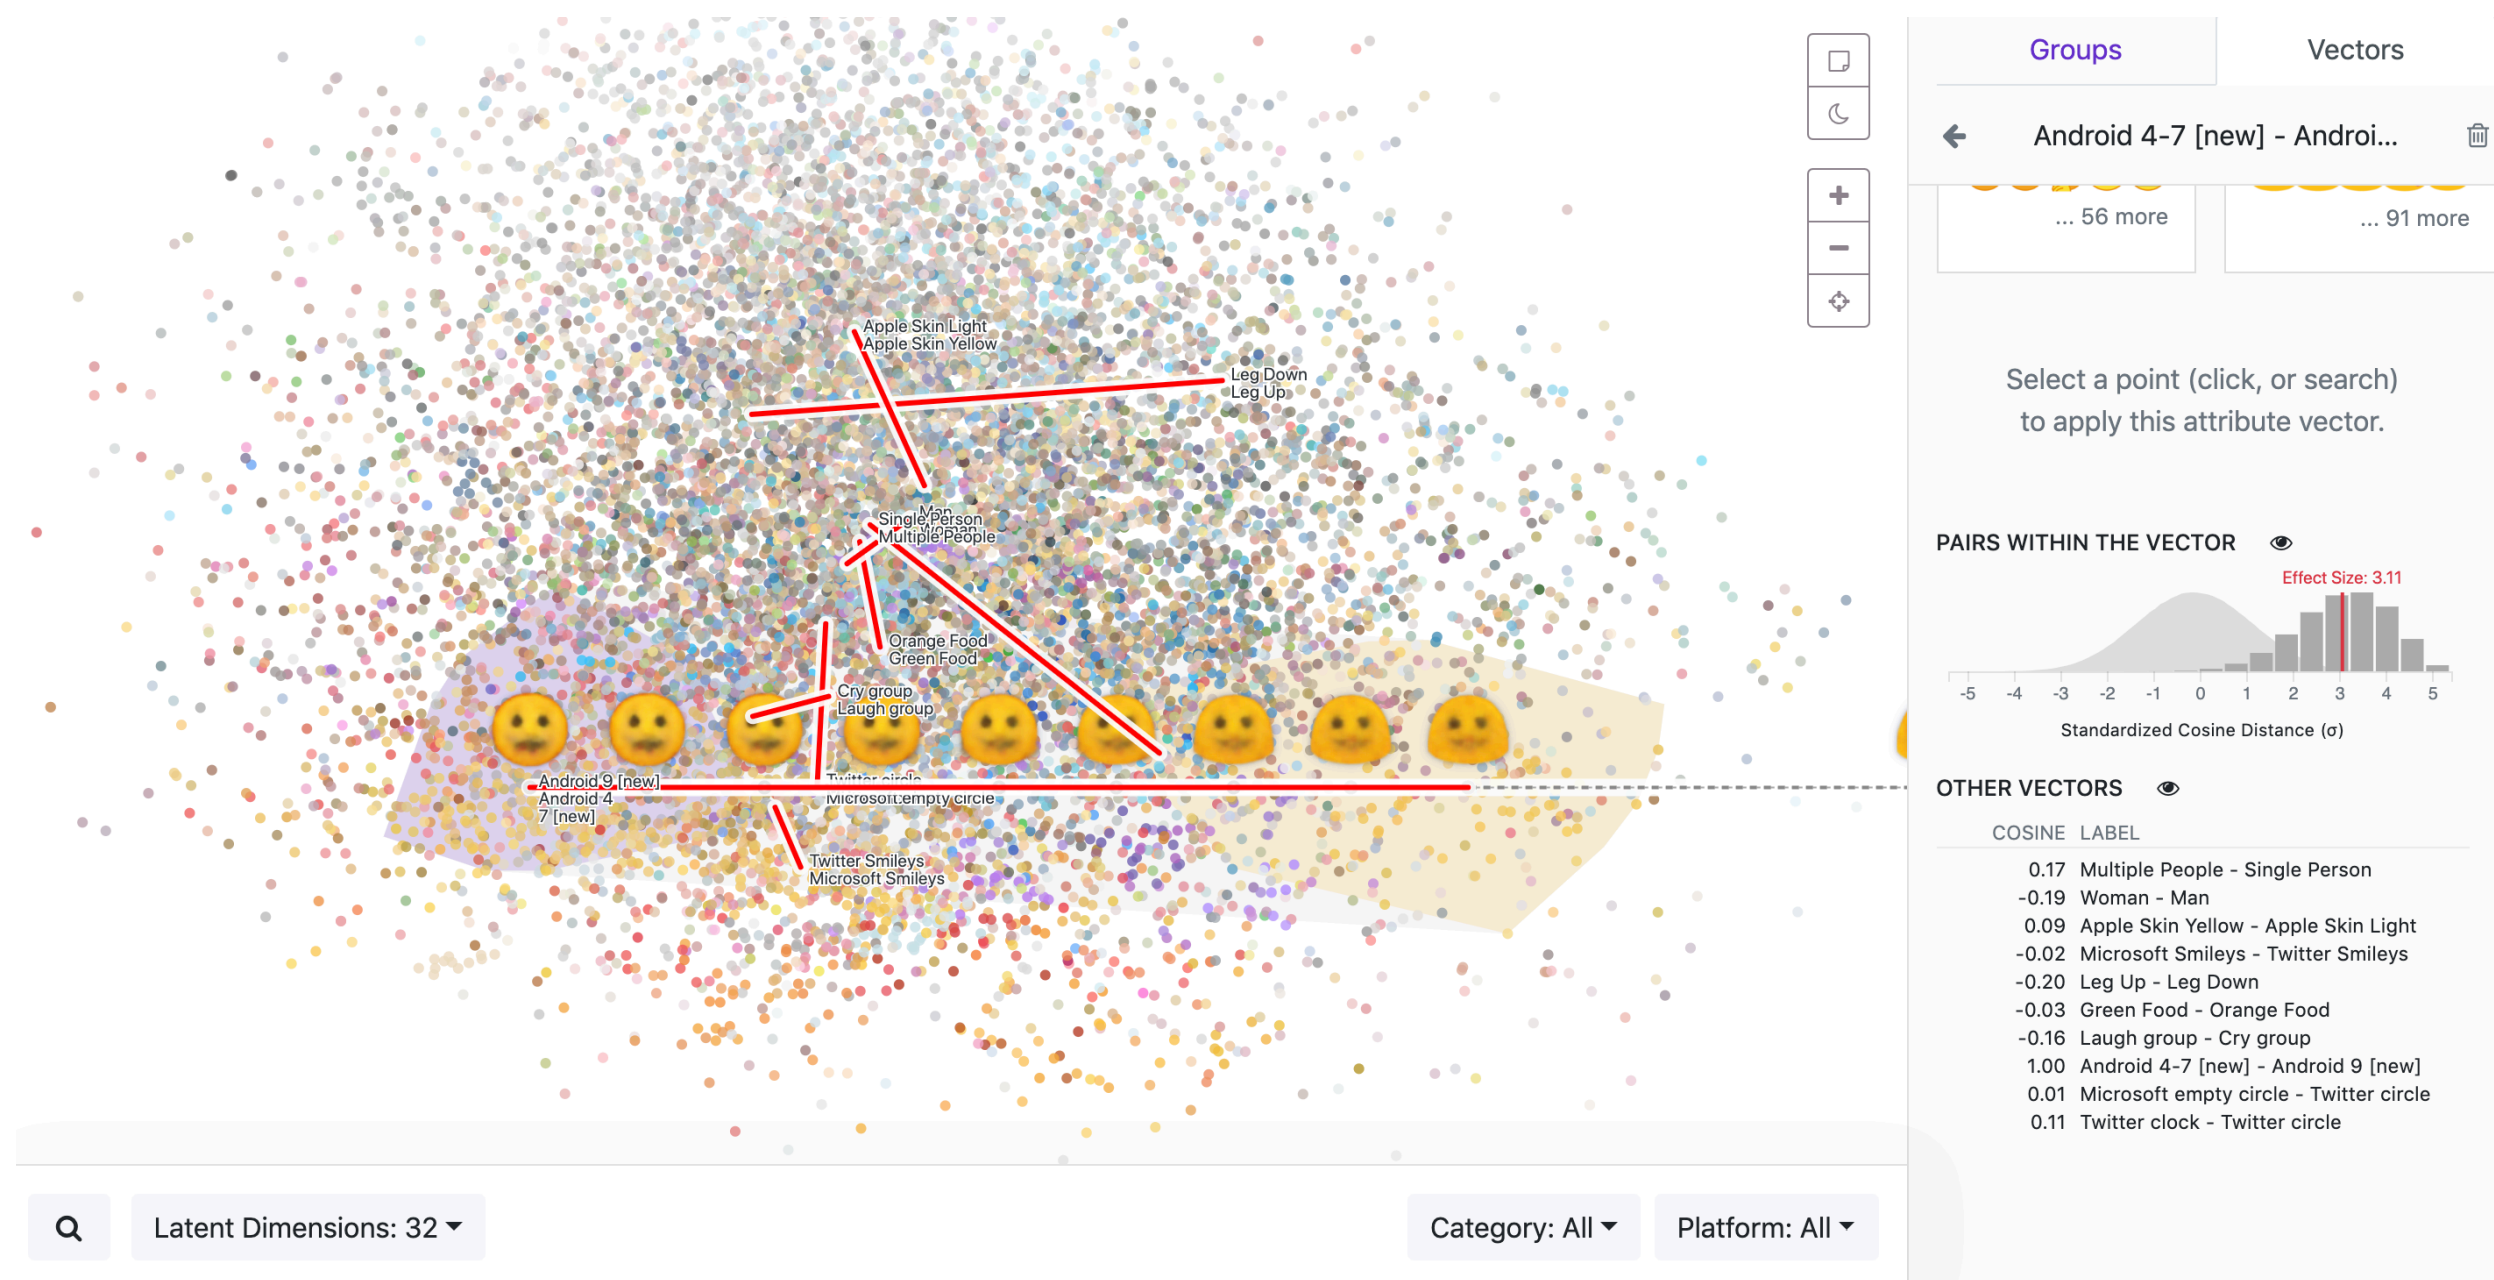 Groups
Vectors
Android 4-7 [new] - Androi...
... 56 more
... 91 more
Select a point (click, or search)
to apply this attribute vector.
PAIRS WITHIN THE VECTOR
Effect Size: 3.11
-5 -4 -3 -2 -1 0 1 2 3 4 5
Standardized Cosine Distance (σ)
OTHER VECTORS
COSINE LABEL
0.17 Multiple People - Single Person
-0.19 Woman - Man
0.09 Apple Skin Yellow - Apple Skin Light
-0.02 Microsoft Smileys - Twitter Smileys
-0.20 Leg Up - Leg Down
-0.03 Green Food - Orange Food
-0.16 Laugh group - Cry group
1.00 Android 4-7 [new] - Android 9 [new]
0.01 Microsoft empty circle - Twitter circle
0.11 Twitter clock - Twitter circle
Apple Skin Light
Apple Skin Yellow
Leg Down
Leg Up
Man
Woman
Single Person
Multiple People
Orange Food
Green Food
Cry group
Laugh group
Twitter circle
Microsoft empty circle
Android 9 [new]
Android 4
7 [new]
Twitter Smileys
Microsoft Smileys
Latent Dimensions: 32
Category: All
Platform: All